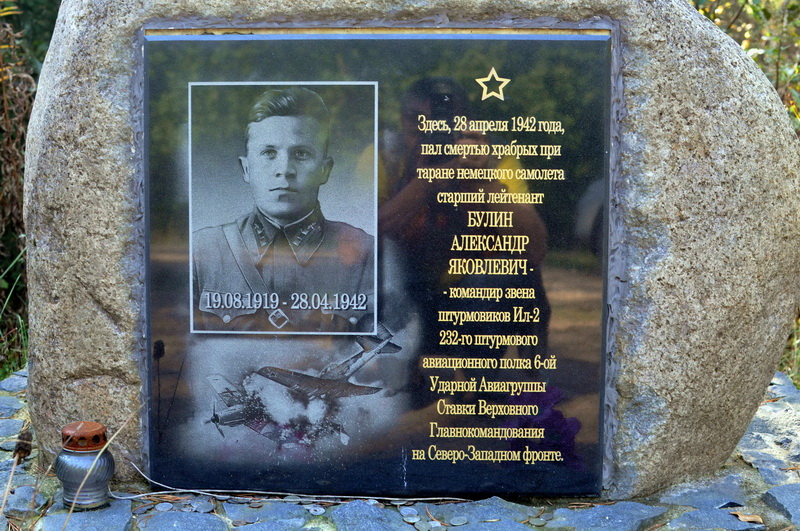 19.08.1919 - 28.04.1942
Здесь, 28 апреля 1942 года,
пал смертью храбрых при
таране немецкого самолета
старший лейтенант
БУЛИН
АЛЕКСАНДР
ЯКОВЛЕВИЧ -
- командир звена
штурмовиков Ил-2
232-го штурмового
авиационного полка 6-ой
Ударной Авиагруппы
Ставки Верховного
Главнокомандования
на Северо-Западном фронте.